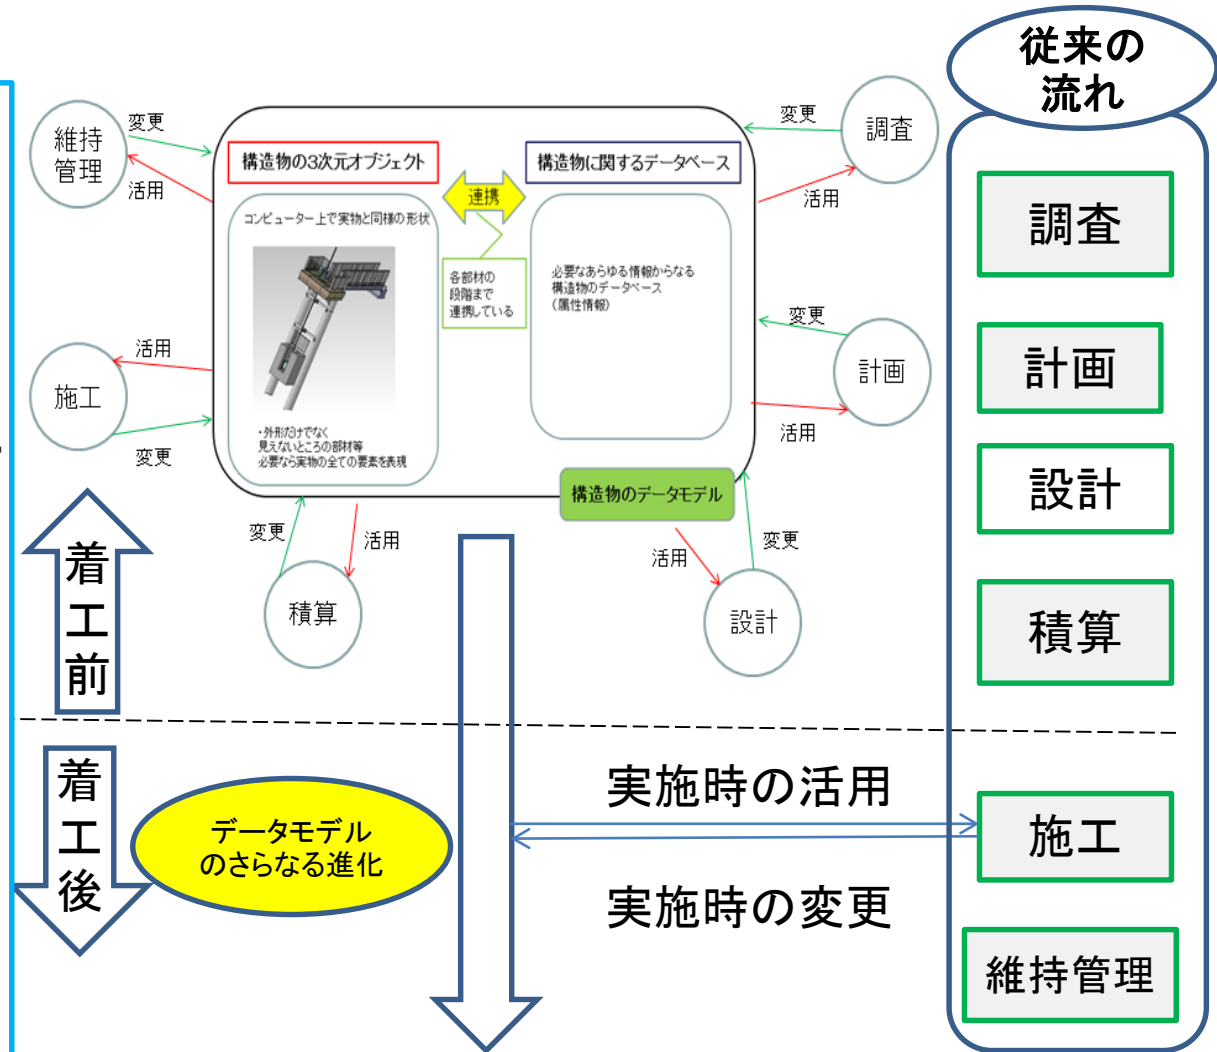 従来の
流れ
維持
管理
変更
活用
構造物の3次元オブジェクト
連携
構造物に関するデータベース
変更
調査
活用
コンピューター上で実物と同様の形状
各部材の
段階まで
連携している
必要なあらゆる情報からなる
構造物のデータベース
（属性情報）
・外形だけでなく
見えないところの部材等
必要なら実物の全ての要素を表現
構造物のデータモデル
活用
施工
変更
変更
計画
活用
変更
活用
積算
活用
変更
設計
調査
計画
設計
積算
着工前
着工後
データモデル
のさらなる進化
実施時の活用
実施時の変更
施工
維持管理